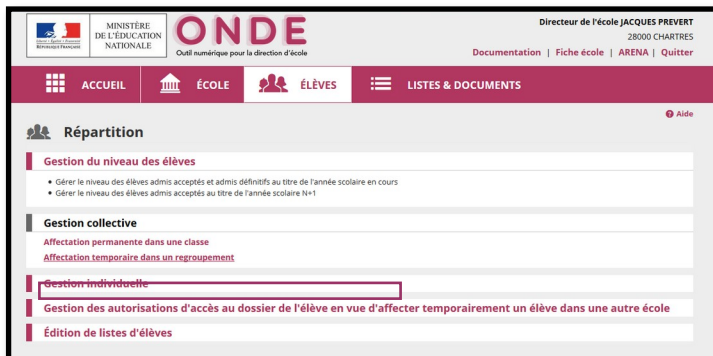 MINISTÈRE
DE L'ÉDUCATION
NATIONALE
Liberté • Égalité • Fraternité
RÉPUBLIQUE FRANÇAISE
ONDE
Outil numérique pour la direction d'école
Directeur de l'école JACQUES PREVERT
28000 CHARTRES
Documentation | Fiche école | ARENA | Quitter
ACCUEIL ÉCOLE ÉLÈVES LISTES & DOCUMENTS
Aide
Répartition
Gestion du niveau des élèves
• Gérer le niveau des élèves admis acceptés et admis définitifs au titre de l'année scolaire en cours
• Gérer le niveau des élèves admis acceptés au titre de l'année scolaire N+1
Gestion collective
Affectation permanente dans une classe
Affectation temporaire dans un regroupement
Gestion individuelle
Gestion des autorisations d'accès au dossier de l'élève en vue d'affecter temporairement un élève dans une autre école
Édition de listes d'élèves